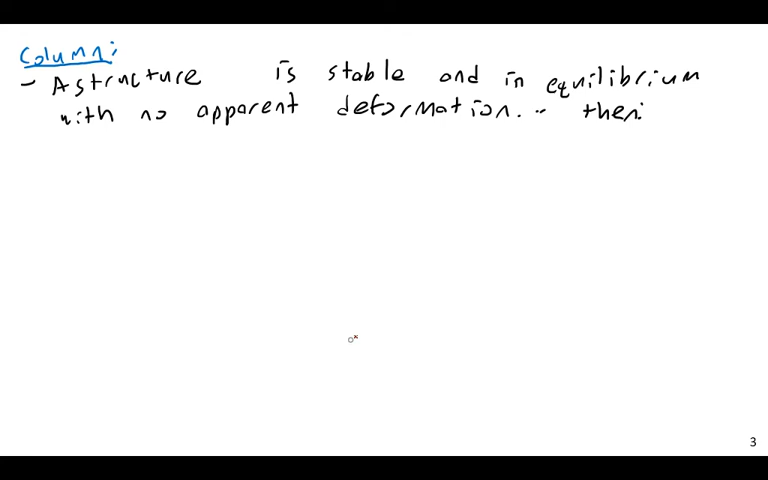 Column:
- A structure is stable and in equilibrium
with no apparent deformation... then:
3